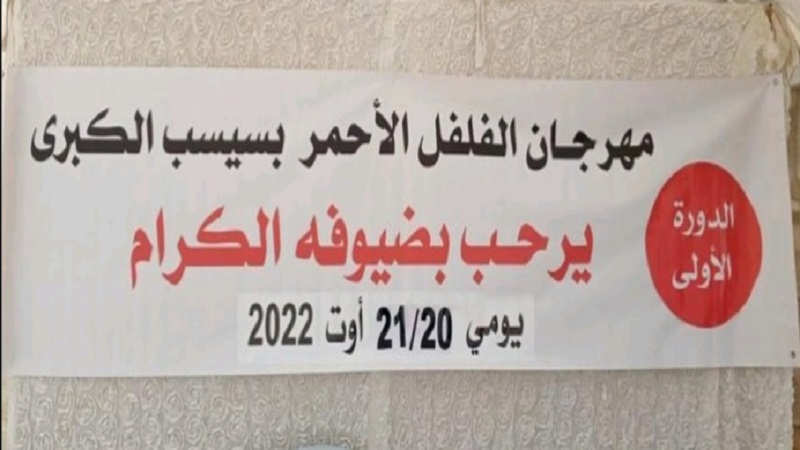 مهرجان الفلفل الأحمر بسيسب الكبرى
الدورة
الأولى
يرحب بضيوفه الكرام
يومي 21/20 أوت 2022